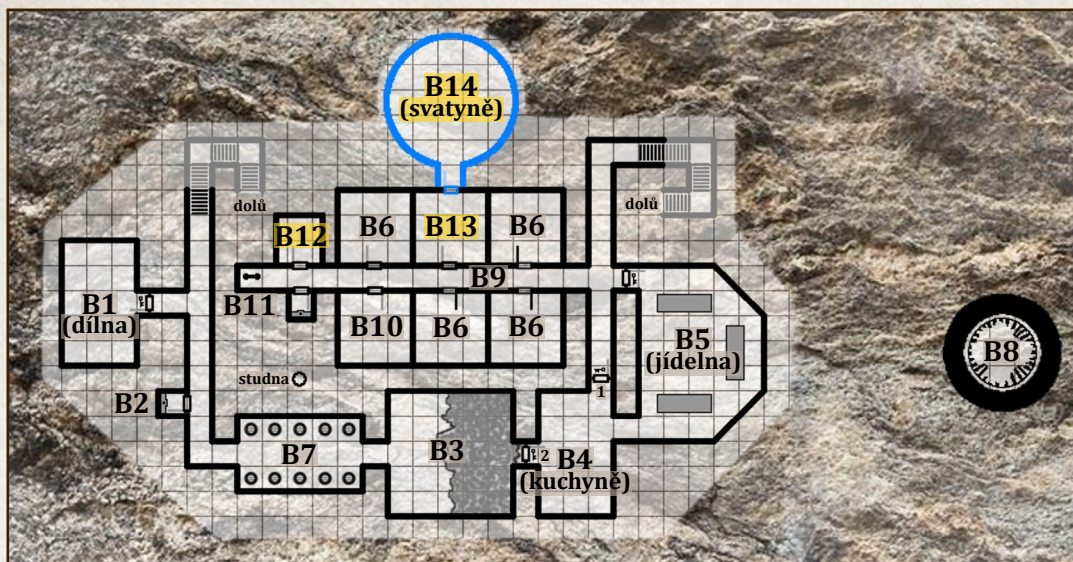 B14
(svatyně)
dolů
dolů
B6
B13
B6
B12
B9
B11
B1
(dílna)
B10
B6
B6
B5
(jídelna)
B8
studna
1
B2
B7
B3
2
B4
(kuchyně)